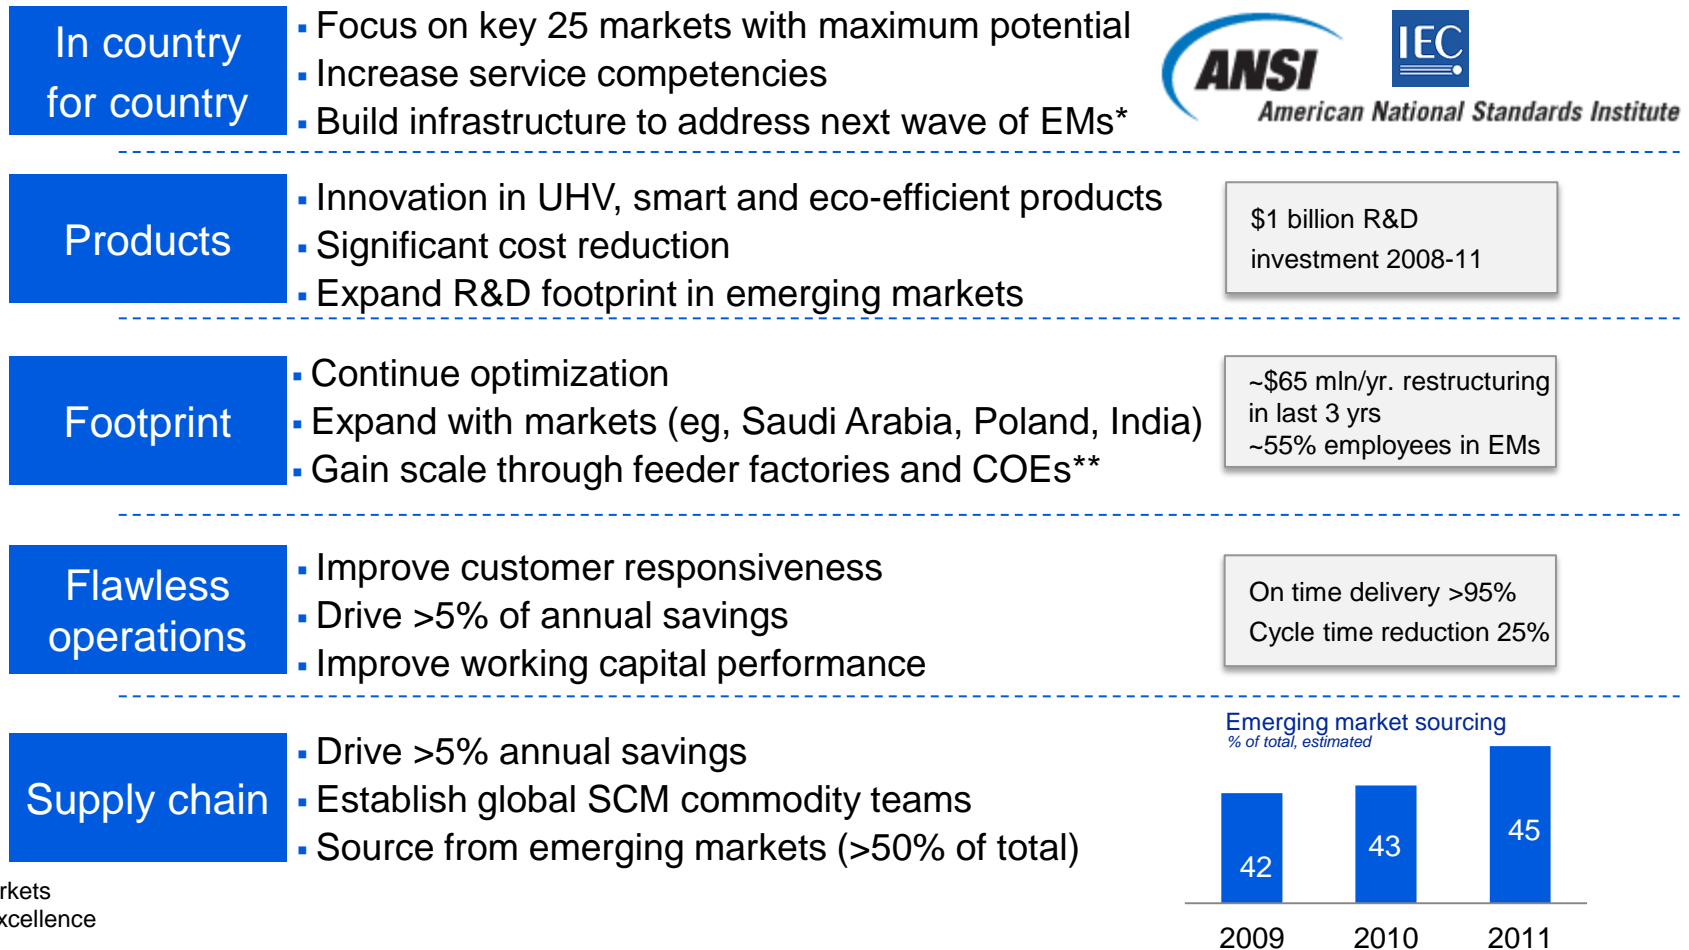 In country
for country
▪ Focus on key 25 markets with maximum potential
▪ Increase service competencies
▪ Build infrastructure to address next wave of EMs*
ANSI
American National Standards Institute
IEC
Products
▪ Innovation in UHV, smart and eco-efficient products
▪ Significant cost reduction
▪ Expand R&D footprint in emerging markets
$1 billion R&D
investment 2008-11
Footprint
▪ Continue optimization
▪ Expand with markets (eg, Saudi Arabia, Poland, India)
▪ Gain scale through feeder factories and COEs**
~$65 mln/yr. restructuring
in last 3 yrs
~55% employees in EMs
Flawless
operations
▪ Improve customer responsiveness
▪ Drive >5% of annual savings
▪ Improve working capital performance
On time delivery >95%
Cycle time reduction 25%
Supply chain
▪ Drive >5% annual savings
▪ Establish global SCM commodity teams
▪ Source from emerging markets (>50% of total)
Emerging market sourcing
% of total, estimated
42
43
45
2009
2010
2011
rkets
xcellence